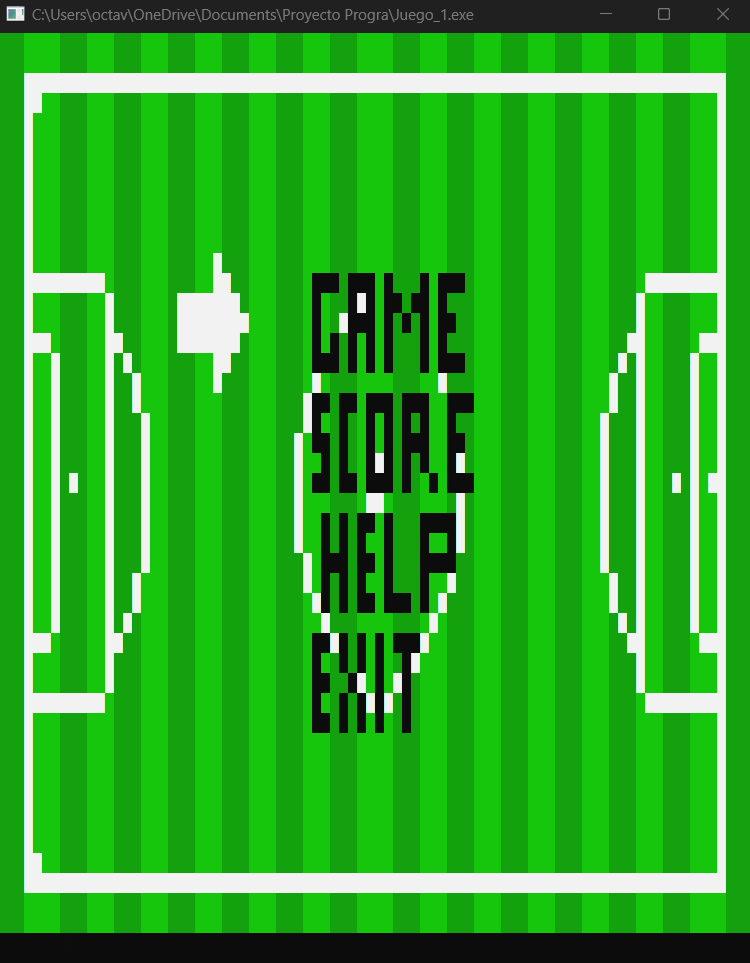 C:\Users\octav\OneDrive\Documents\Proyecto Progra\Juego_1.exe
GAME
SCORE
HELP
EXIT